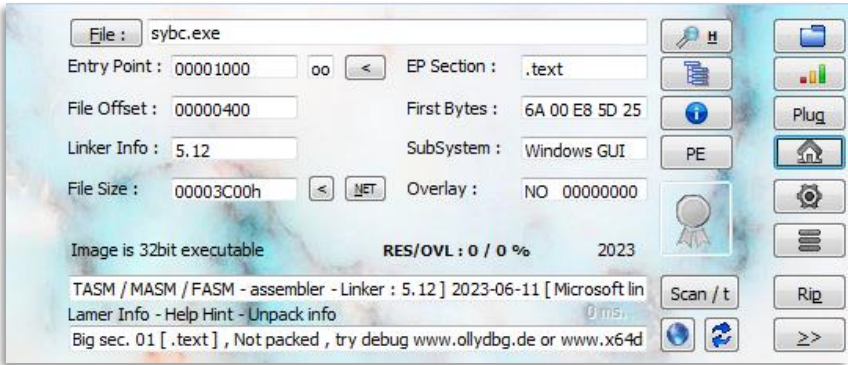 File : sybc.exe H
Entry Point : 00001000 oo < EP Section : .text
File Offset : 00000400 First Bytes : 6A 00 E8 5D 25 Plug
Linker Info : 5.12 SubSystem : Windows GUI PE
File Size : 00003C00h < NET Overlay : NO 00000000
Image is 32bit executable RES/OVL : 0 / 0 % 2023
TASM / MASM / FASM - assembler - Linker : 5.12 ] 2023-06-11 [ Microsoft lin Scan / t Rip
Lamer Info - Help Hint - Unpack info 0 ms.
Big sec. 01 [ .text ] , Not packed , try debug www.ollydbg.de or www.x64d >>